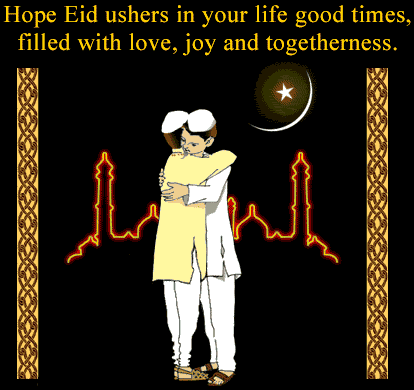 Hope Eid ushers in your life good times,
filled with love, joy and togetherness.